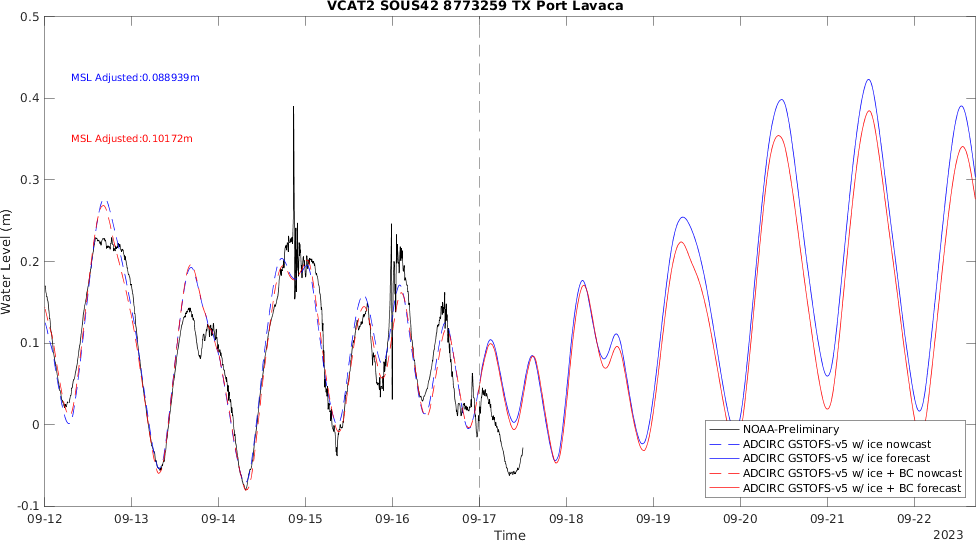 VCAT2 SOUS42 8773259 TX Port Lavaca
0.5
0.4
0.3
0.2
0.1
0
-0.1
Water Level (m)
MSL Adjusted:0.088939m
MSL Adjusted:0.10172m
NOAA-Preliminary
ADCIRC GSTOFS-v5 w/ ice nowcast
ADCIRC GSTOFS-v5 w/ ice forecast
ADCIRC GSTOFS-v5 w/ ice + BC nowcast
ADCIRC GSTOFS-v5 w/ ice + BC forecast
09-12 09-13 09-14 09-15 09-16 09-17 09-18 09-19 09-20 09-21 09-22
Time
2023